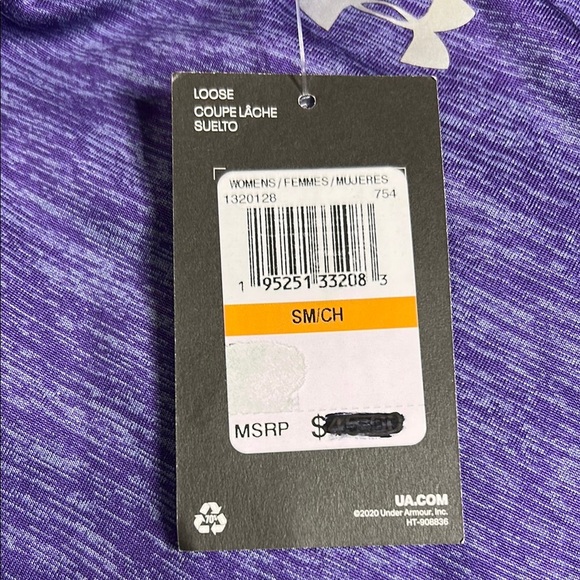 LOOSE
COUPE LÂCHE
SUELTO
WOMENS/FEMMES/MUJERES
1320128 754
1 95251 33208 3
SM/CH
MSRP $
UA.COM
©2020 Under Armour, Inc.
HT-908836